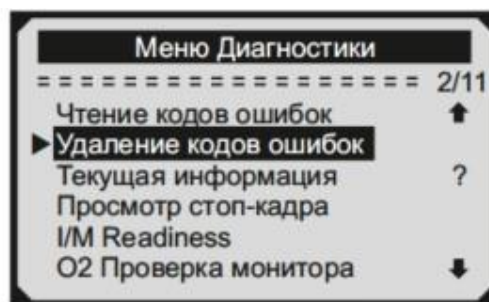 Меню Диагностики
= = = = = = = = = = = = = = = = = = 2/11
Чтение кодов ошибок
Удаление кодов ошибок
Текущая информация ?
Просмотр стоп-кадра
I/M Readiness
O2 Проверка монитора